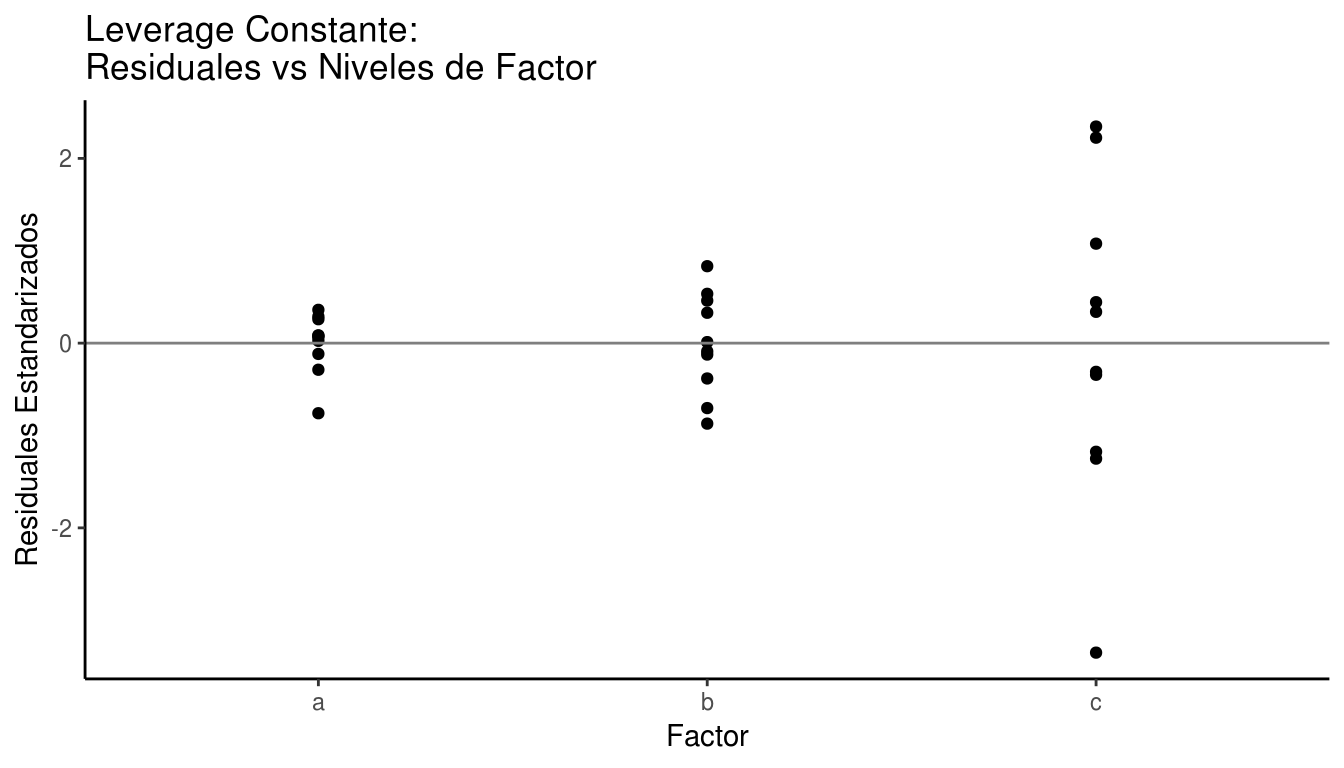 Leverage Constante:
Residuales vs Niveles de Factor
Residuales Estandarizados
2
0
-2
a
b
c
Factor